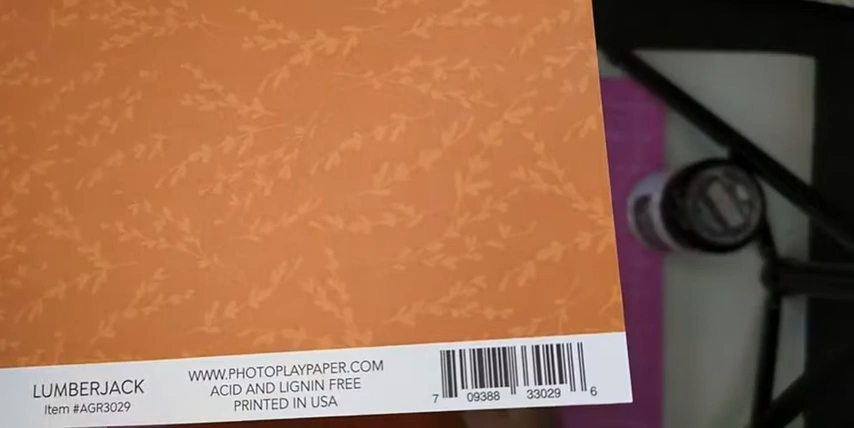 LUMBERJACK
Item #AGR3029
WWW.PHOTOPLAYPAPER.COM
ACID AND LIGNIN FREE
PRINTED IN USA
7 09388 33029 6